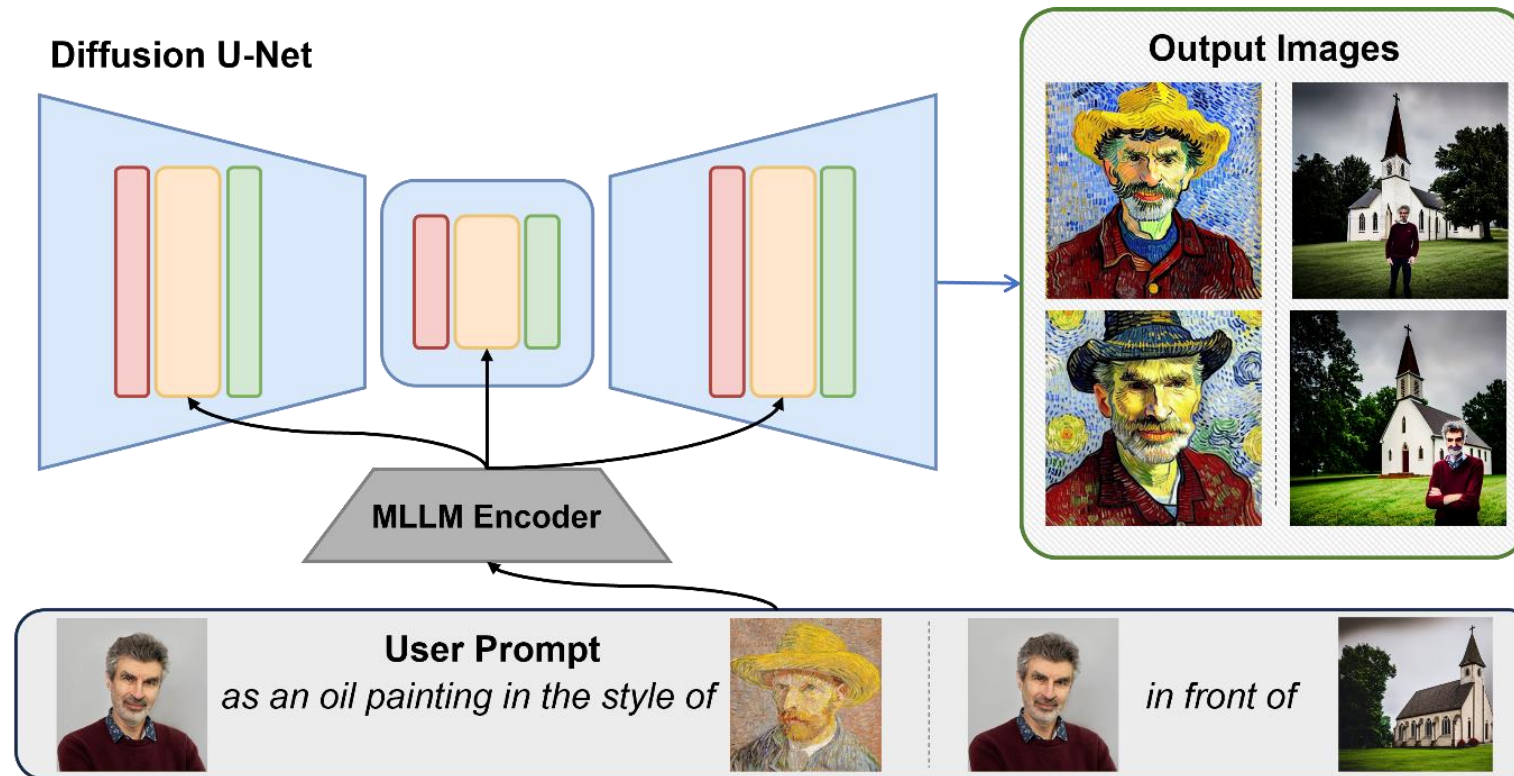 Diffusion U-Net
Output Images
MLLM Encoder
User Prompt
as an oil painting in the style of
in front of